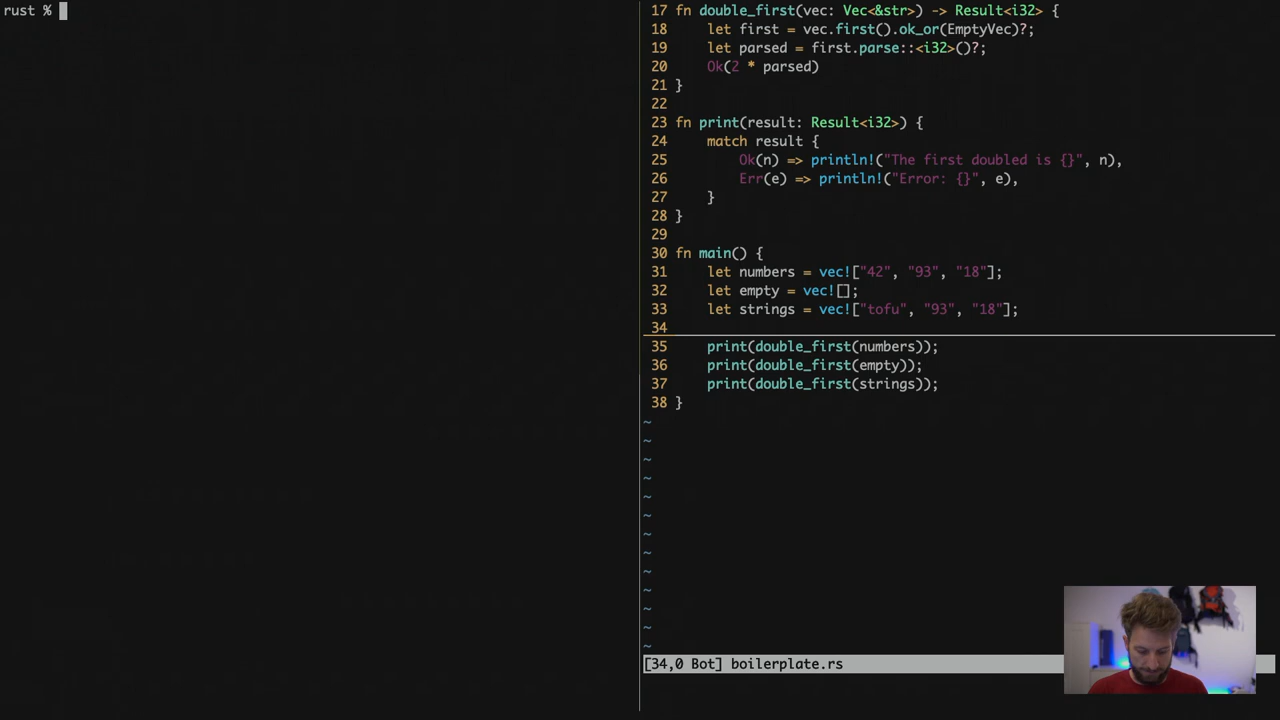 rust %
17 fn double_first(vec: Vec<&str>) -> Result<i32> {
18     let first = vec.first().ok_or(EmptyVec)?;
19     let parsed = first.parse::<i32>()?;
20     Ok(2 * parsed)
21 }
22
23 fn print(result: Result<i32>) {
24     match result {
25         Ok(n) => println!("The first doubled is {}", n),
26         Err(e) => println!("Error: {}", e),
27     }
28 }
29
30 fn main() {
31     let numbers = vec!["42", "93", "18"];
32     let empty = vec![];
33     let strings = vec!["tofu", "93", "18"];
34
35     print(double_first(numbers));
36     print(double_first(empty));
37     print(double_first(strings));
38 }
~
~
~
~
~
~
~
~
~
~
~
~
~
[34,0 Bot] boilerplate.rs